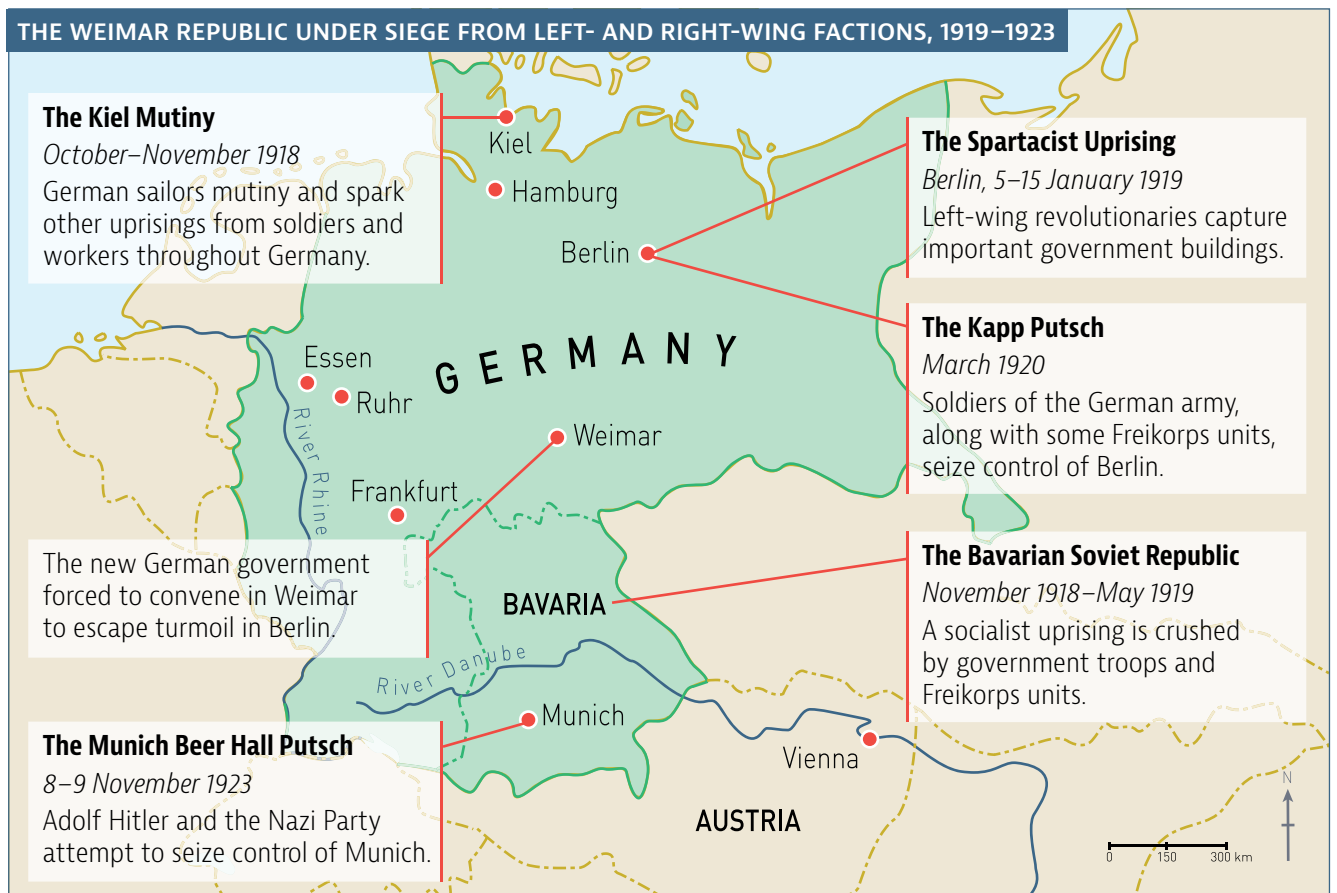 THE WEIMAR REPUBLIC UNDER SIEGE FROM LEFT- AND RIGHT-WING FACTIONS, 1919–1923
The Kiel Mutiny
October–November 1918
German sailors mutiny and spark
other uprisings from soldiers and
workers throughout Germany.
Kiel
Hamburg
Berlin
The Spartacist Uprising
Berlin, 5–15 January 1919
Left-wing revolutionaries capture
important government buildings.
The Kapp Putsch
March 1920
Soldiers of the German army,
along with some Freikorps units,
seize control of Berlin.
GERMANY
Essen
Ruhr
River Rhine
Weimar
Frankfurt
The new German government
forced to convene in Weimar
to escape turmoil in Berlin.
BAVARIA
The Bavarian Soviet Republic
November 1918–May 1919
A socialist uprising is crushed
by government troops and
Freikorps units.
River Danube
Munich
The Munich Beer Hall Putsch
8–9 November 1923
Adolf Hitler and the Nazi Party
attempt to seize control of Munich.
Vienna
AUSTRIA
N
0 150 300 km